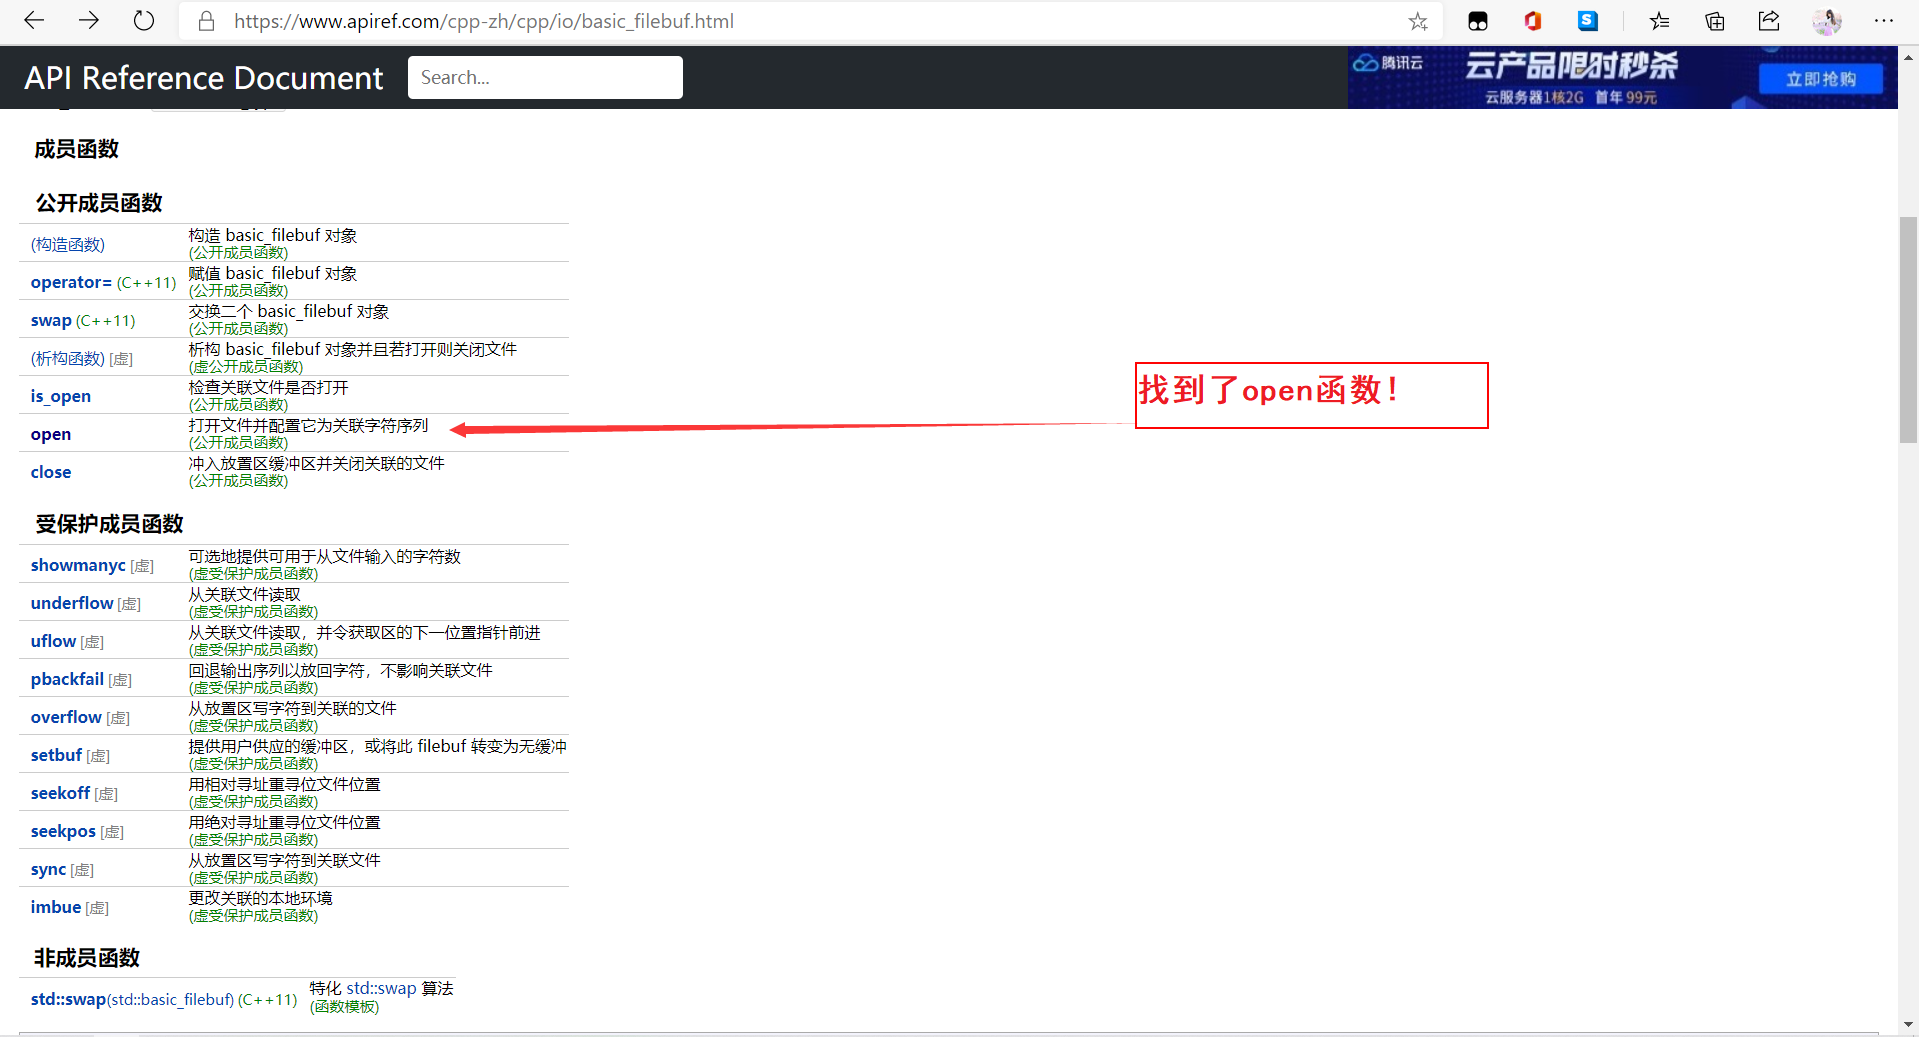 https://www.apiref.com/cpp-zh/cpp/io/basic_filebuf.html
API Reference Document
Search...
腾讯云
云产品限时秒杀
云服务器1核2G 首年 99元
立即抢购
成员函数
公开成员函数
(构造函数)
构造 basic_filebuf 对象
(公开成员函数)
operator= (C++11)
赋值 basic_filebuf 对象
(公开成员函数)
swap (C++11)
交换二个 basic_filebuf 对象
(公开成员函数)
(析构函数) [虚]
析构 basic_filebuf 对象并且若打开则关闭文件
(虚公开成员函数)
is_open
检查关联文件是否打开
(公开成员函数)
open
打开文件并配置它为关联字符序列
(公开成员函数)
close
冲入放置区缓冲区并关闭关联的文件
(公开成员函数)
找到了open函数!
受保护成员函数
showmanyc [虚]
可选地提供可用于从文件输入的字符数
(虚受保护成员函数)
underflow [虚]
从关联文件读取
(虚受保护成员函数)
uflow [虚]
从关联文件读取，并令获取区的下一位置指针前进
(虚受保护成员函数)
pbackfail [虚]
回退输出序列以放回字符，不影响关联文件
(虚受保护成员函数)
overflow [虚]
从放置区写字符到关联的文件
(虚受保护成员函数)
setbuf [虚]
提供用户供应的缓冲区，或将此 filebuf 转变为无缓冲
(虚受保护成员函数)
seekoff [虚]
用相对寻址重寻位文件位置
(虚受保护成员函数)
seekpos [虚]
用绝对寻址重寻位文件位置
(虚受保护成员函数)
sync [虚]
从放置区写字符到关联文件
(虚受保护成员函数)
imbue [虚]
更改关联的本地环境
(虚受保护成员函数)
非成员函数
std::swap(std::basic_filebuf) (C++11)
特化 std::swap 算法
(函数模板)